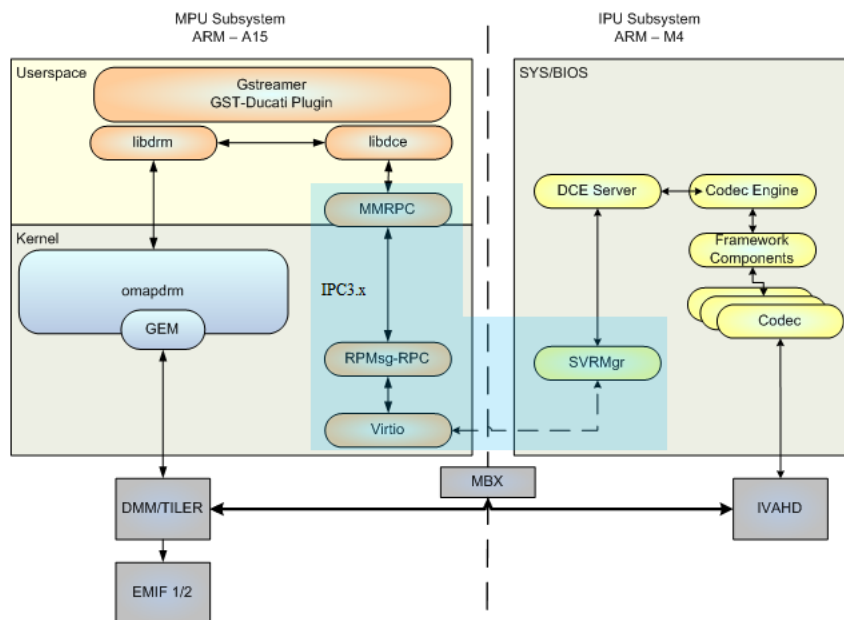 MPU Subsystem
ARM – A15
IPU Subsystem
ARM – M4
Userspace
SYS/BIOS
Gstreamer
GST-Ducati Plugin
libdrm
libdce
MMRPC
DCE Server
Codec Engine
Framework
Components
Kernel
omapdrm
GEM
IPC3.x
Codec
RPMsg-RPC
SVRMgr
Virtio
MBX
DMM/TILER
IVAHD
EMIF 1/2